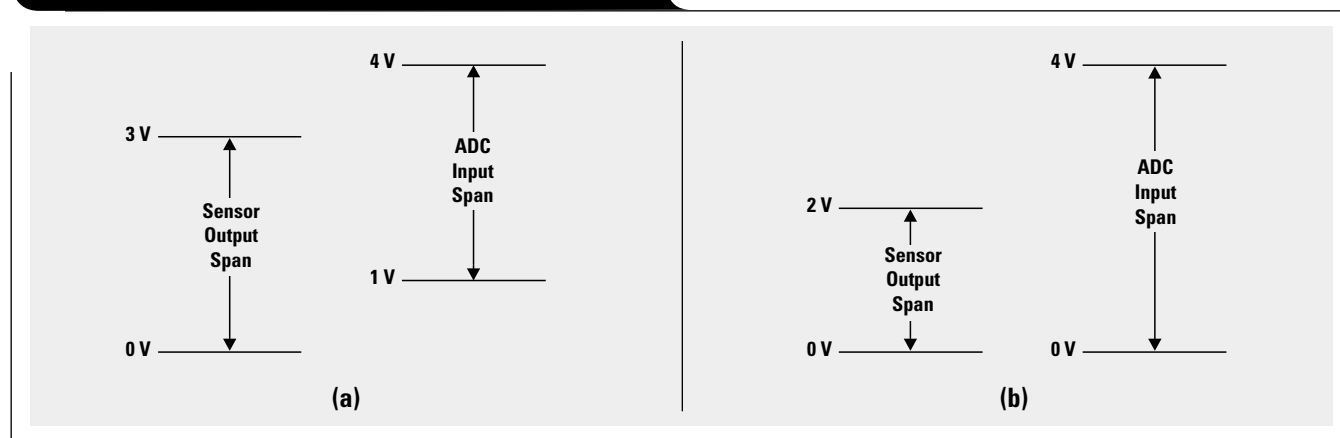 3 V
Sensor
Output
Span
0 V
4 V
ADC
Input
Span
1 V
(a)
2 V
Sensor
Output
Span
0 V
4 V
ADC
Input
Span
0 V
(b)